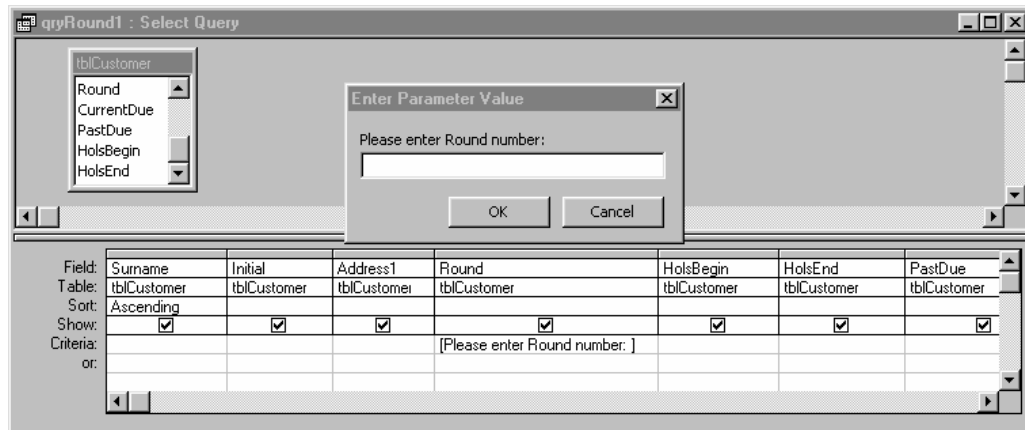 qryRound1 : Select Query
tblCustomer
Round
CurrentDue
PastDue
HolsBegin
HolsEnd
Enter Parameter Value
Please enter Round number:
OK Cancel
Field: Surname Initial Address1 Round HolsBegin HolsEnd PastDue
Table: tblCustomer tblCustomer tblCustomer tblCustomer tblCustomer tblCustomer tblCustomer
Sort: Ascending
Show:
Criteria: [Please enter Round number: ]
or: